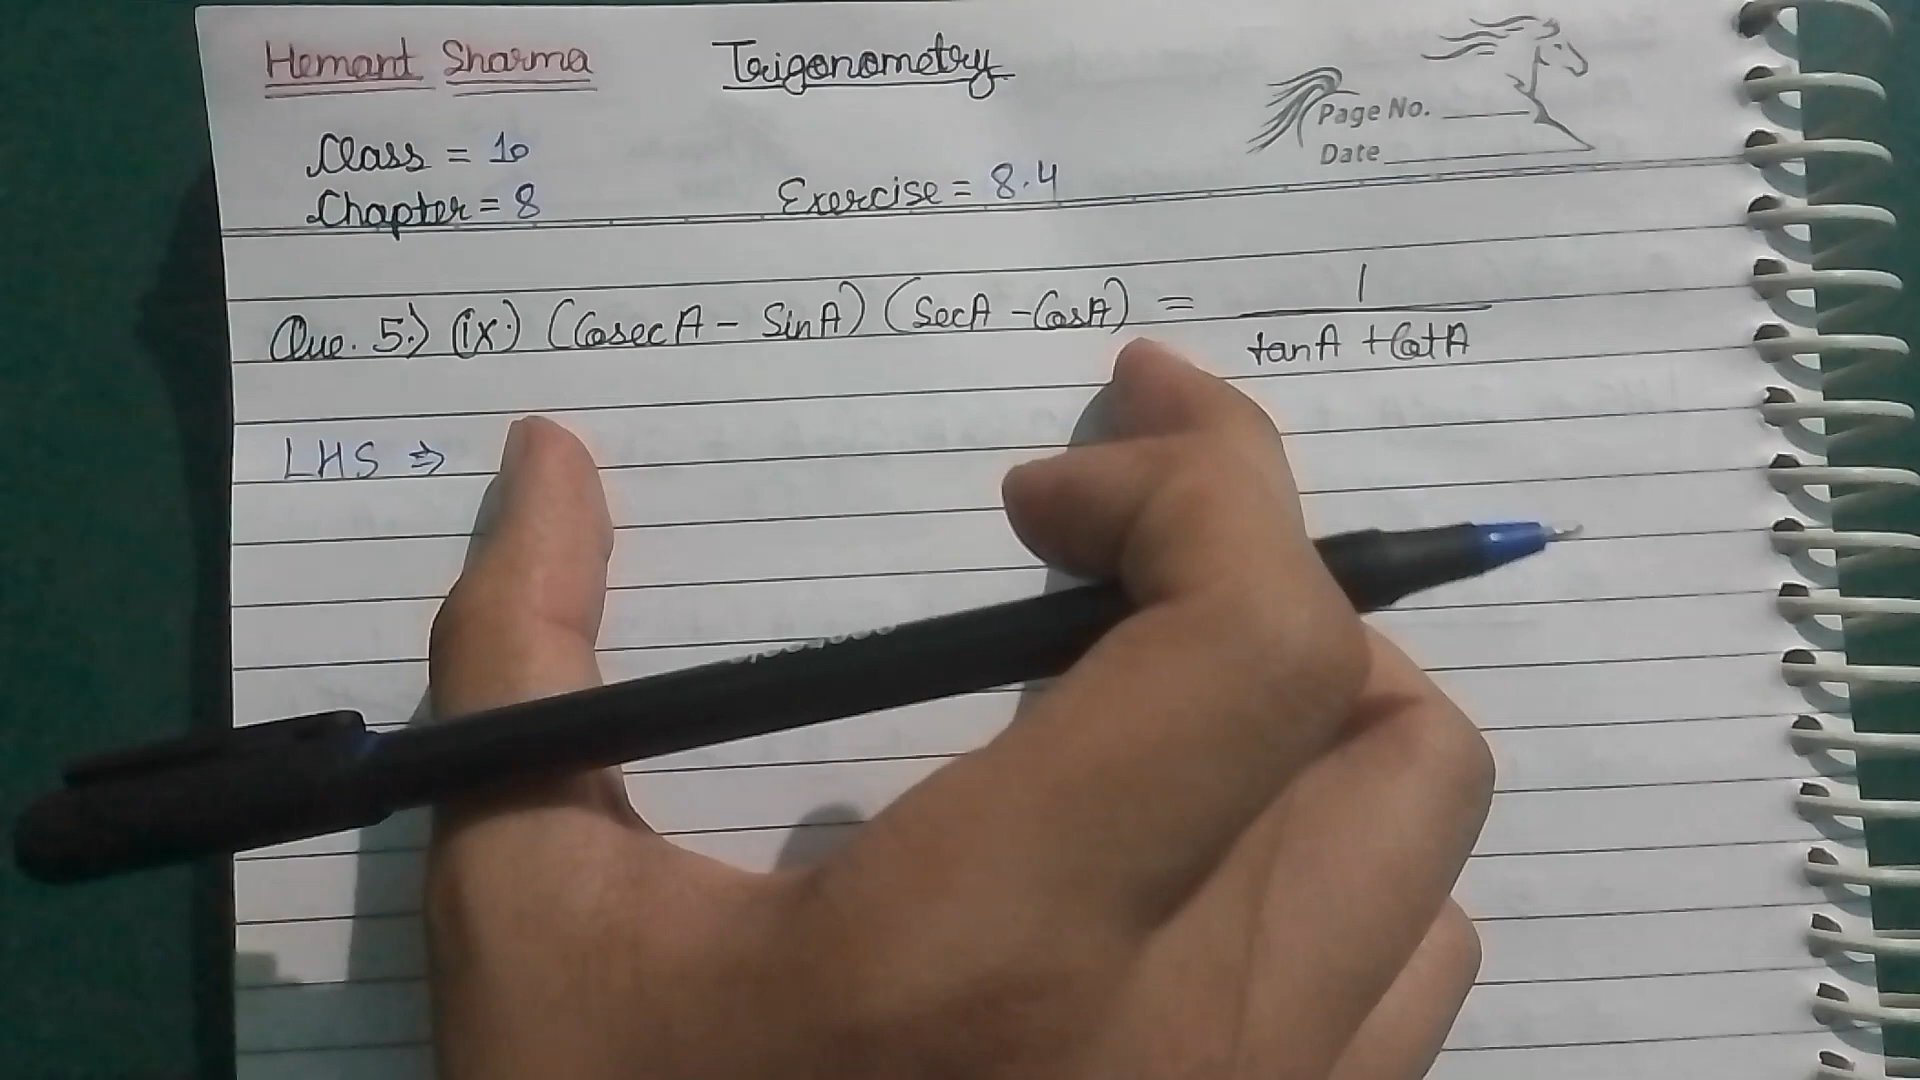 Hemant Sharma Trigonometry
Page No.
Date
Class = 10
Chapter = 8 Exercise = 8.4
Que. 5.) (ix.) (CosecA - SinA) (SecA - CosA) = 1 / tanA + CotA
LHS ⇒